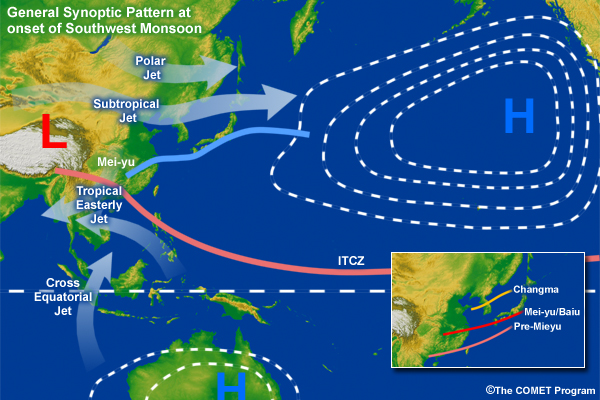 General Synoptic Pattern at
onset of Southwest Monsoon
Polar
Jet
Subtropical
Jet
H
L
Mei-yu
Tropical
Easterly
Jet
ITCZ
Cross
Equatorial
Jet
Changma
Mei-yu/Baiu
Pre-Mieyu
H
©The COMET Program